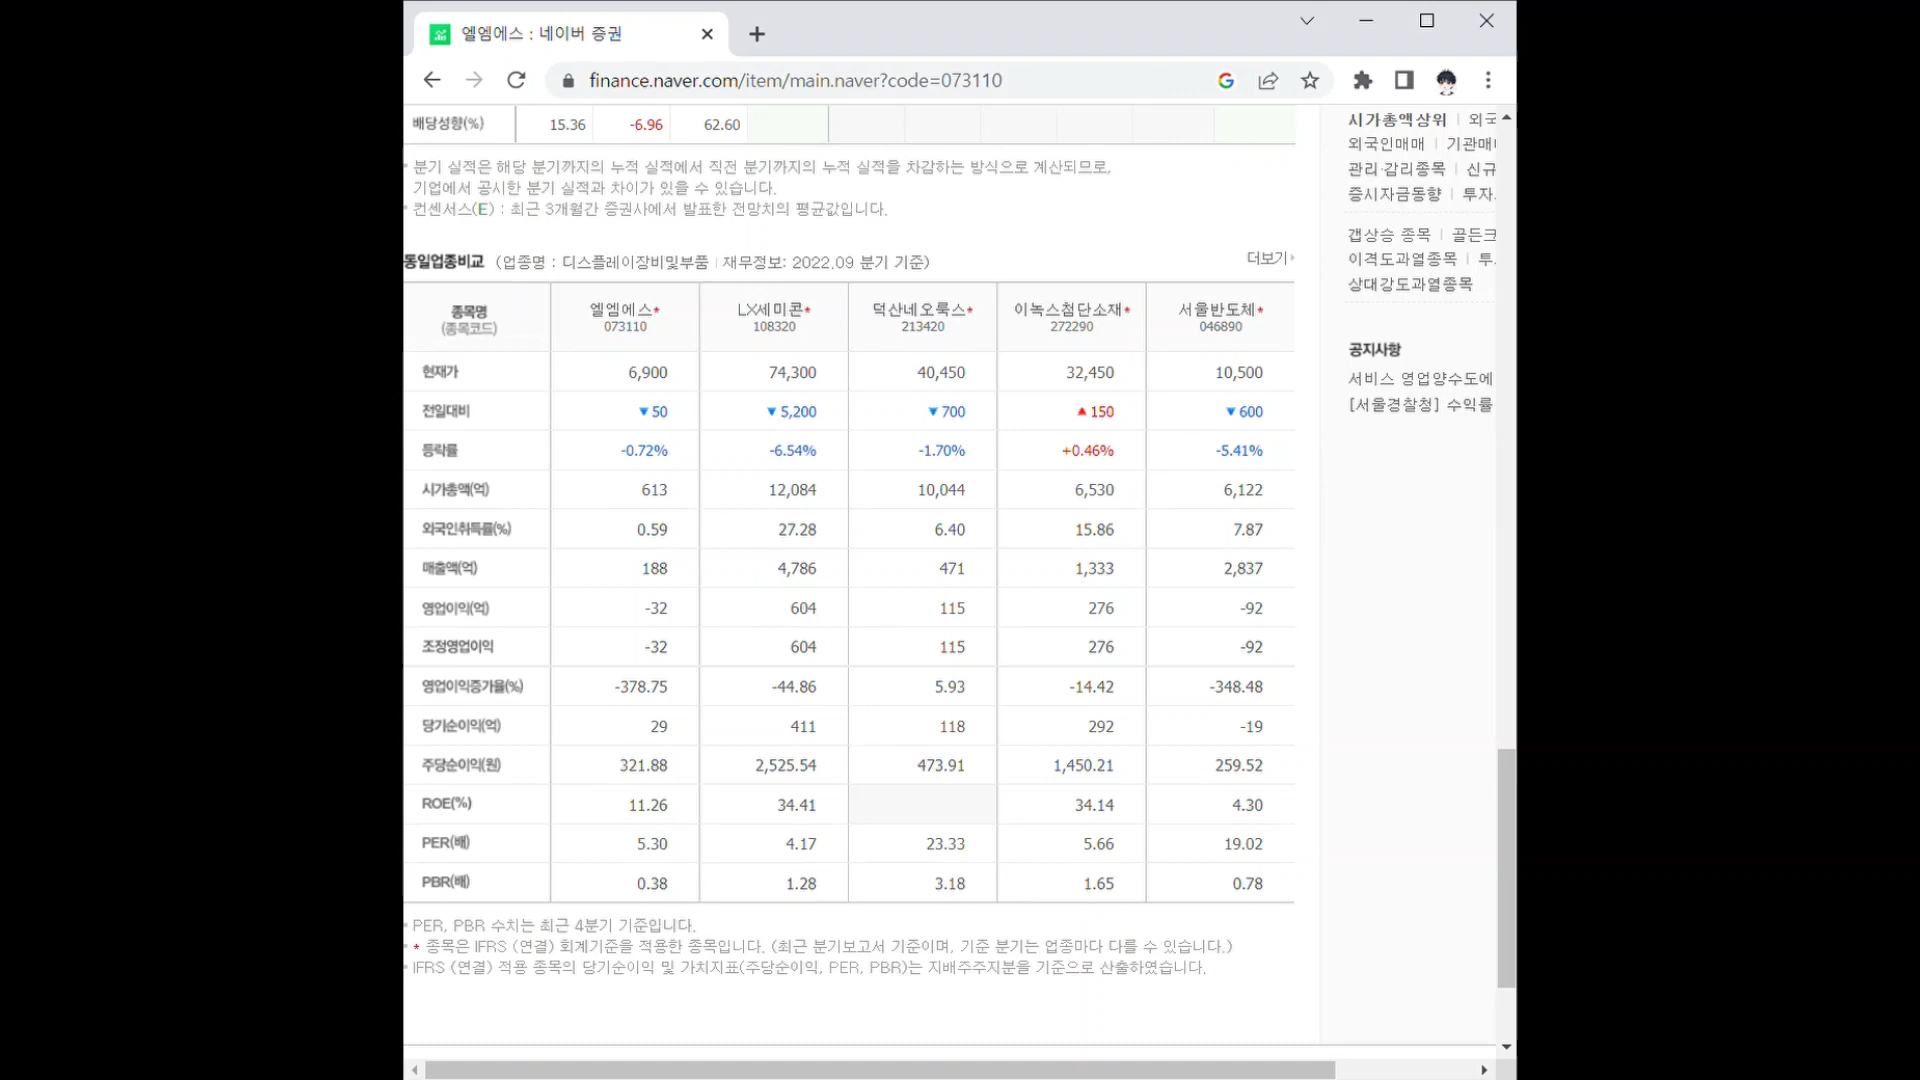 엘엠에스 : 네이버 증권
finance.naver.com/item/main.naver?code=073110
배당성향(%) 15.36 -6.96 62.60
분기 실적은 해당 분기까지의 누적 실적에서 직전 분기까지의 누적 실적을 차감하는 방식으로 계산되므로,
기업에서 공시한 분기 실적과 차이가 있을 수 있습니다.
컨센서스(E) : 최근 3개월간 증권사에서 발표한 전망치의 평균값입니다.
동일업종비교 (업종명 : 디스플레이장비및부품 | 재무정보: 2022.09 분기 기준) 더보기
종목명 엘엠에스* LX세미콘* 덕산네오룩스* 이녹스첨단소재* 서울반도체*
(종목코드) 073110 108320 213420 272290 046890
현재가 6,900 74,300 40,450 32,450 10,500
전일대비 ▼50 ▼5,200 ▼700 ▲150 ▼600
등락률 -0.72% -6.54% -1.70% +0.46% -5.41%
시가총액(억) 613 12,084 10,044 6,530 6,122
외국인취득률(%) 0.59 27.28 6.40 15.86 7.87
매출액(억) 188 4,786 471 1,333 2,837
영업이익(억) -32 604 115 276 -92
조정영업이익 -32 604 115 276 -92
영업이익증가율(%) -378.75 -44.86 5.93 -14.42 -348.48
당기순이익(억) 29 411 118 292 -19
주당순이익(원) 321.88 2,525.54 473.91 1,450.21 259.52
ROE(%) 11.26 34.41 34.14 4.30
PER(배) 5.30 4.17 23.33 5.66 19.02
PBR(배) 0.38 1.28 3.18 1.65 0.78
PER, PBR 수치는 최근 4분기 기준입니다.
* 종목은 IFRS (연결) 회계기준을 적용한 종목입니다. (최근 분기보고서 기준이며, 기준 분기는 업종마다 다를 수 있습니다.)
IFRS (연결) 적용 종목의 당기순이익 및 가치지표(주당순이익, PER, PBR)는 지배주주지분을 기준으로 산출하였습니다.
시가총액상위 | 외국
외국인매매 | 기관매
관리·감리종목 | 신규
증시자금동향 | 투자
갭상승 종목 | 골든크
이격도과열종목 | 투
상대강도과열종목
공지사항
서비스 영업양수도에
[서울경찰청] 수익률